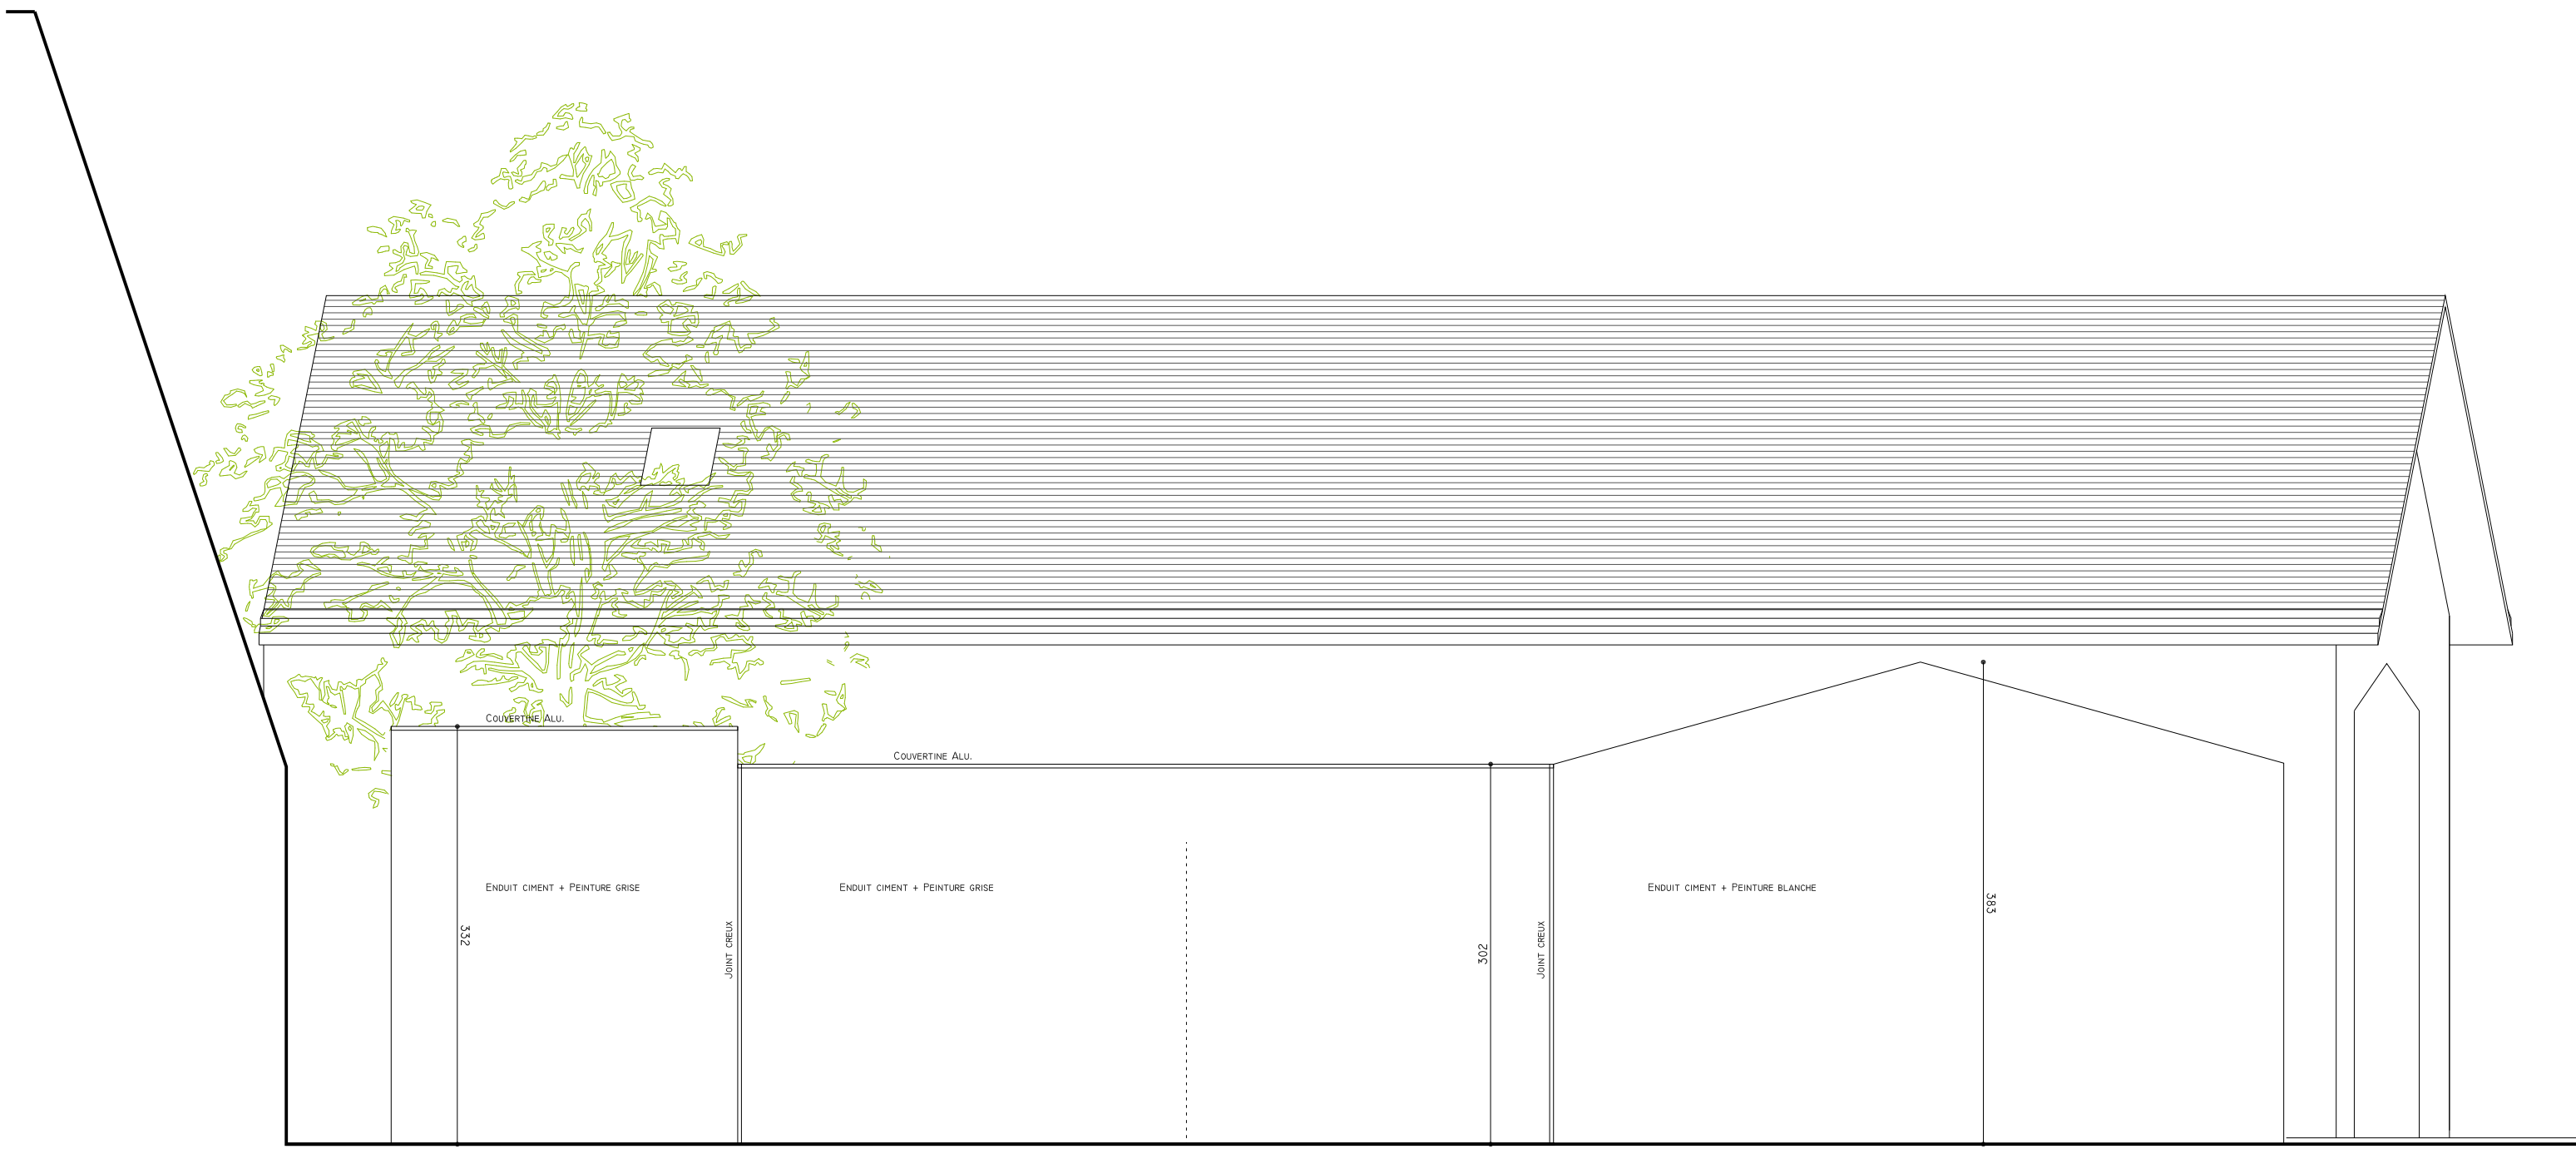 Couvertine Alu.
Couvertine Alu.
Enduit ciment + Peinture grise
Enduit ciment + Peinture grise
Enduit ciment + Peinture blanche
332
Joint creux
302
Joint creux
383